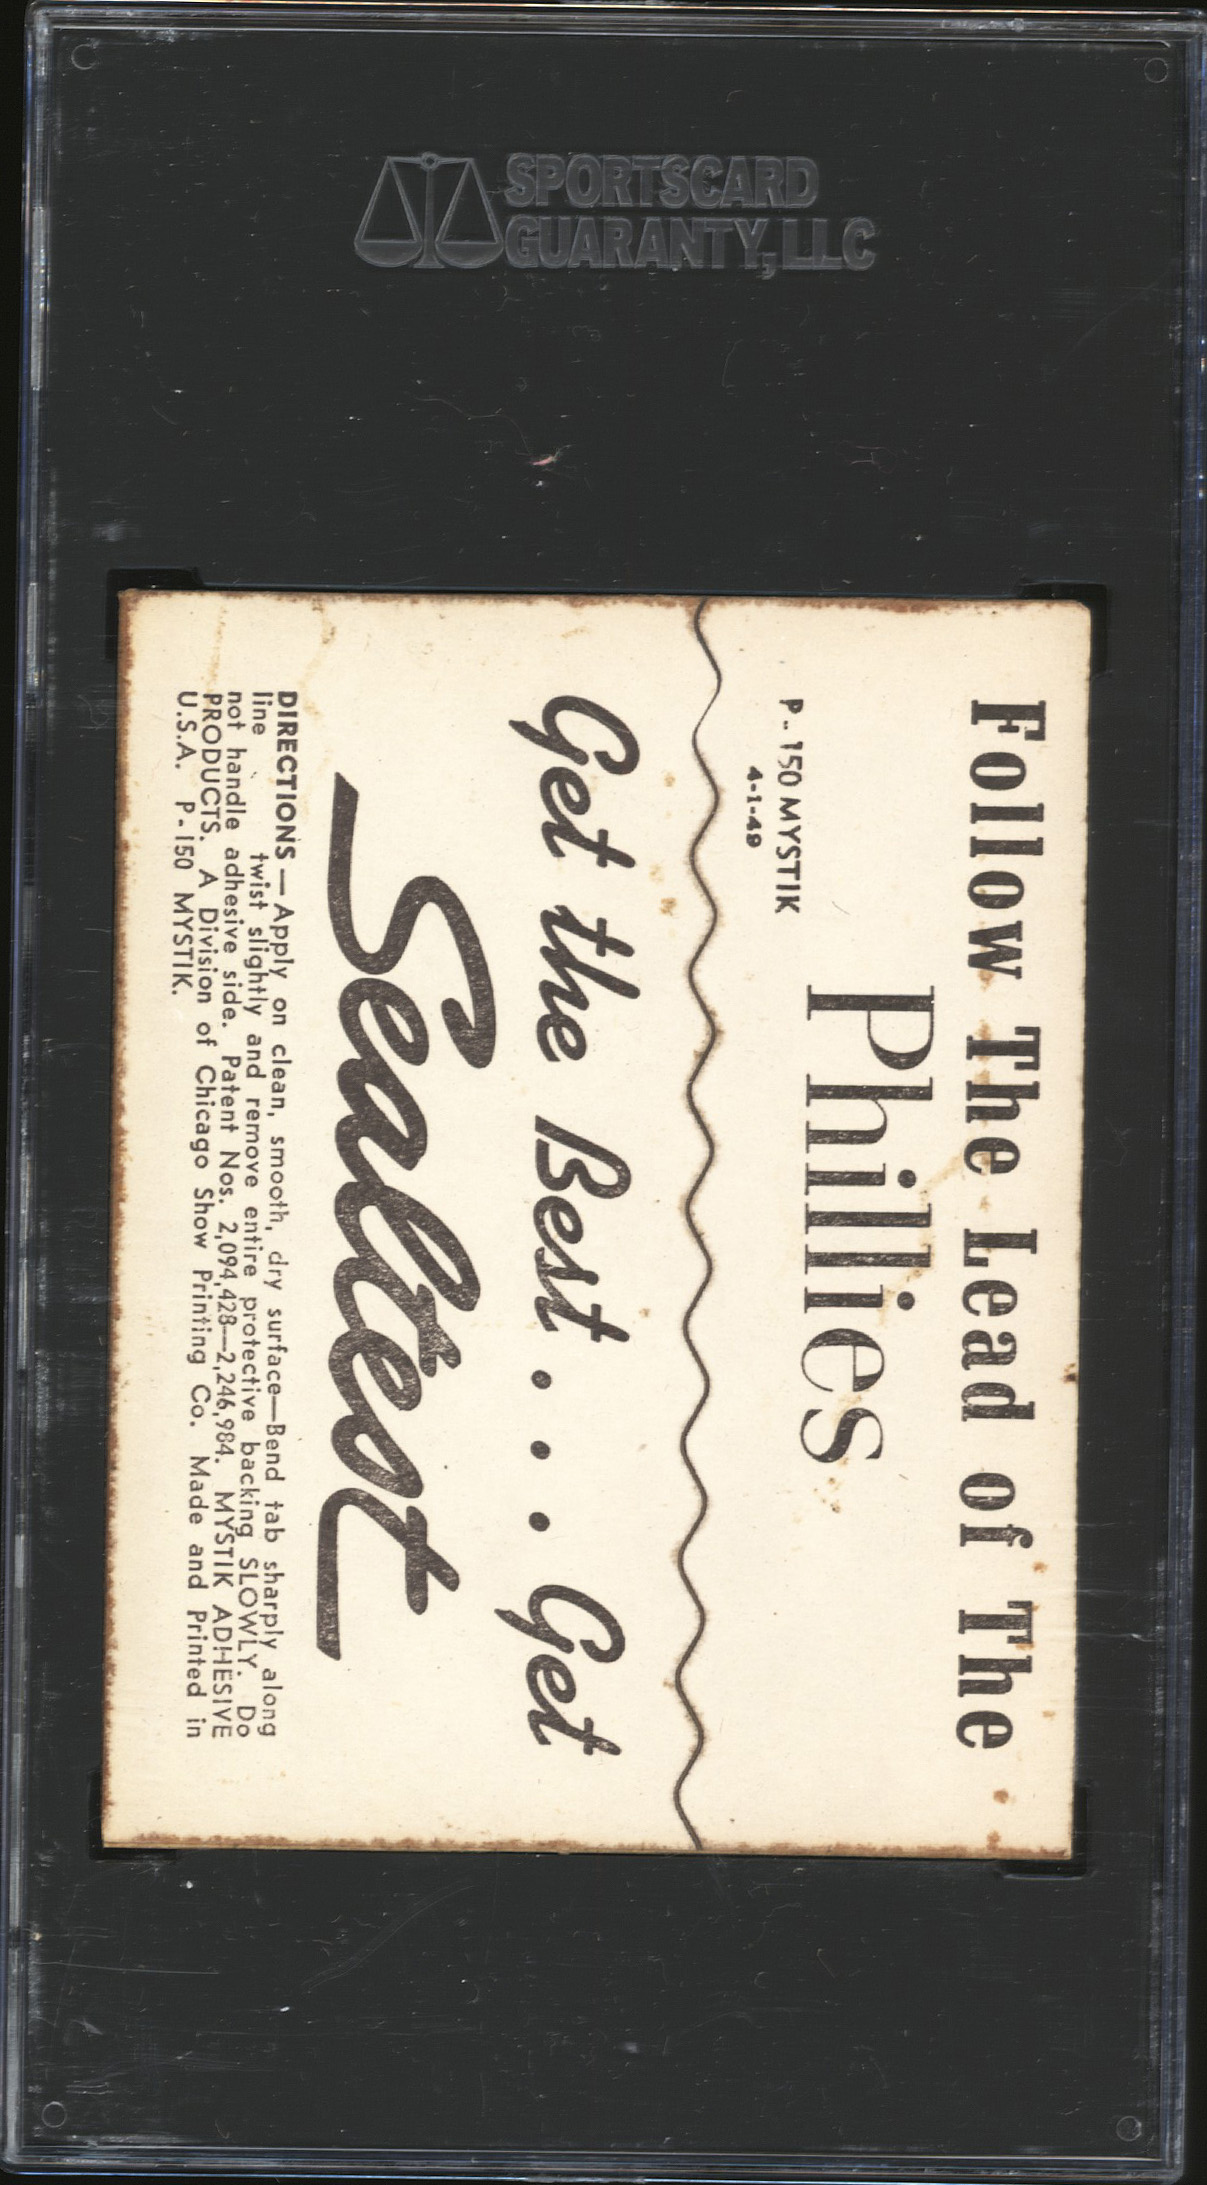 SPORTSCARD
GUARANTY, LLC
Follow The Lead of The
Phillies
P-150 MYSTIK
4-1-49
Get the Best . . . Get
Sealtest
DIRECTIONS—Apply on clean, smooth, dry surface—Bend tab sharply along
line twist slightly and remove entire protective backing SLOWLY. Do
not handle adhesive side. Patent Nos. 2,094,428—2,246,984. MYSTIK ADHESIVE
PRODUCTS. A Division of Chicago Show Printing Co. Made and Printed in
U.S.A. P-150 MYSTIK.